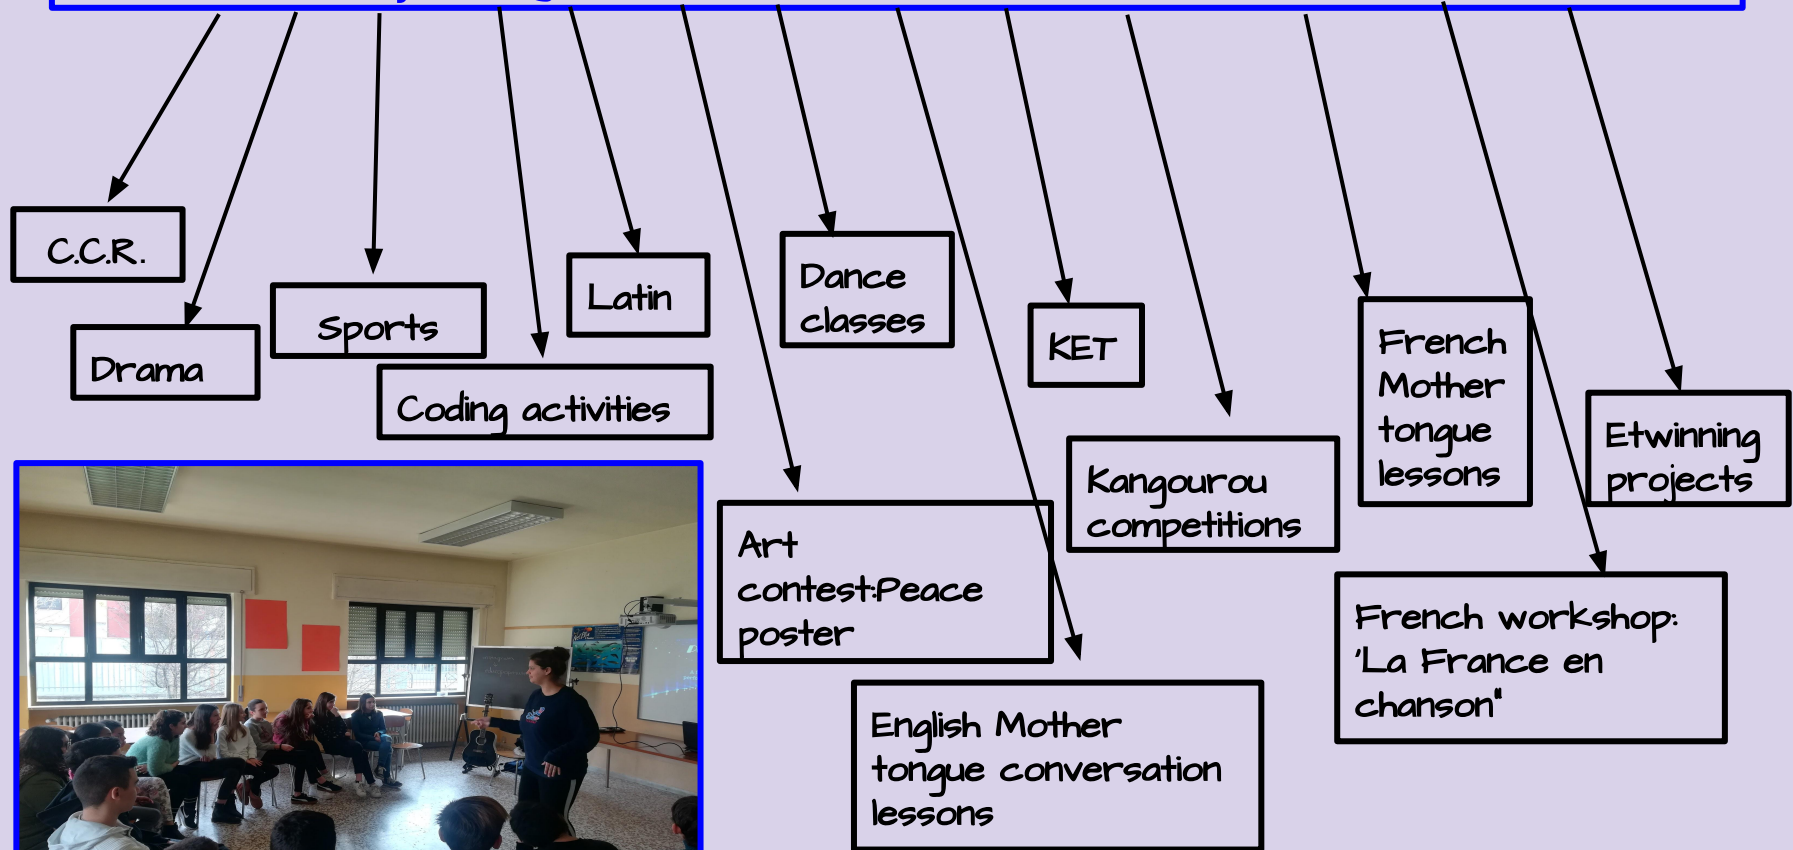 C.C.R.
Drama
Sports
Coding activities
Latin
Dance
classes
KET
French
Mother
tongue
lessons
Etwinning
projects
Kangourou
competitions
Art
contest:Peace
poster
French workshop:
'La France en
chanson"
English Mother
tongue conversation
lessons